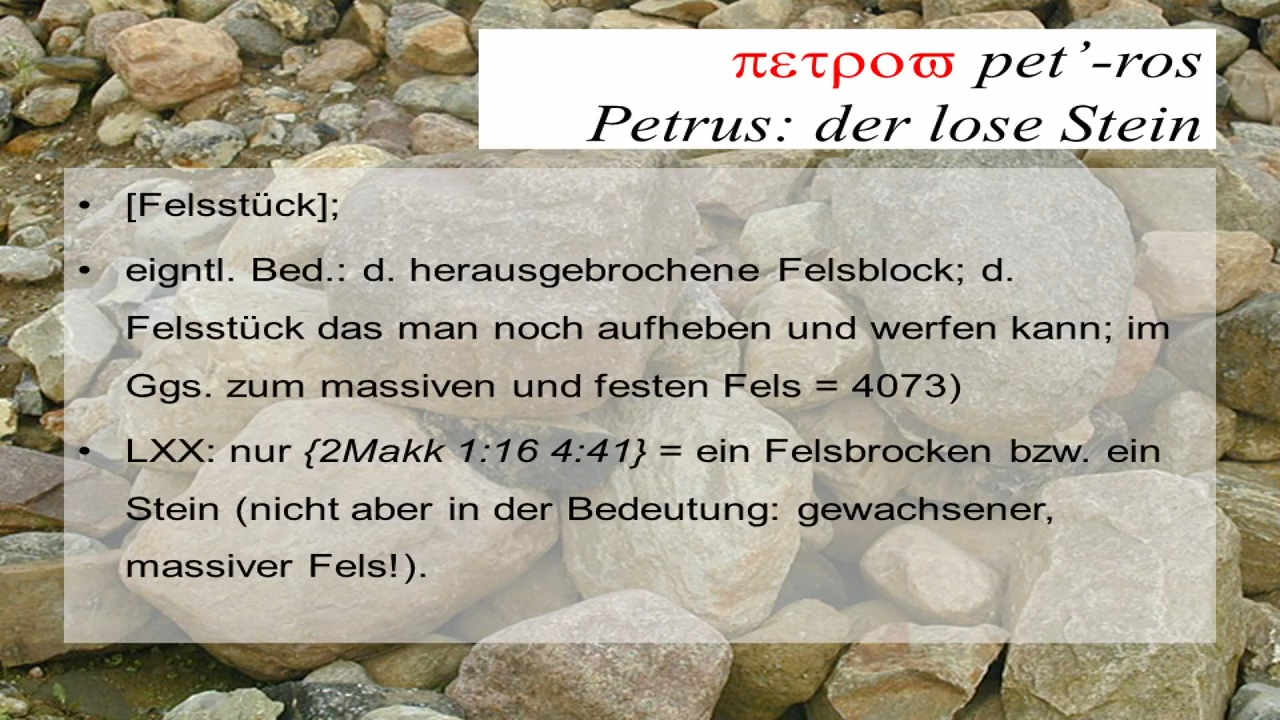 πετροϖ pet’-ros
Petrus: der lose Stein
• [Felsstück];
• eigntl. Bed.: d. herausgebrochene Felsblock; d.
Felsstück das man noch aufheben und werfen kann; im
Ggs. zum massiven und festen Fels = 4073)
• LXX: nur {2Makk 1:16 4:41} = ein Felsbrocken bzw. ein
Stein (nicht aber in der Bedeutung: gewachsener,
massiver Fels!).